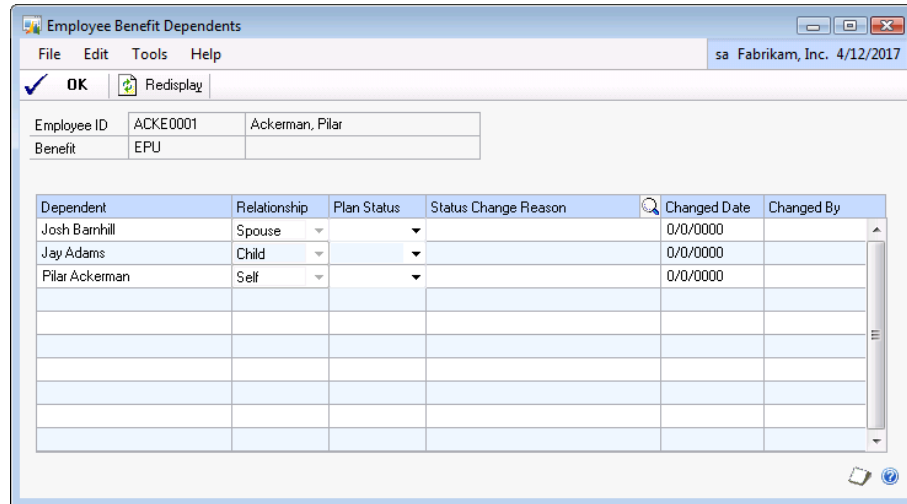 Employee Benefit Dependents
File Edit Tools Help
sa Fabrikam, Inc. 4/12/2017
OK Redisplay
Employee ID ACKE0001 Ackerman, Pilar
Benefit EPU
Dependent Relationship Plan Status Status Change Reason Changed Date Changed By
Josh Barnhill Spouse 0/0/0000
Jay Adams Child 0/0/0000
Pilar Ackerman Self 0/0/0000